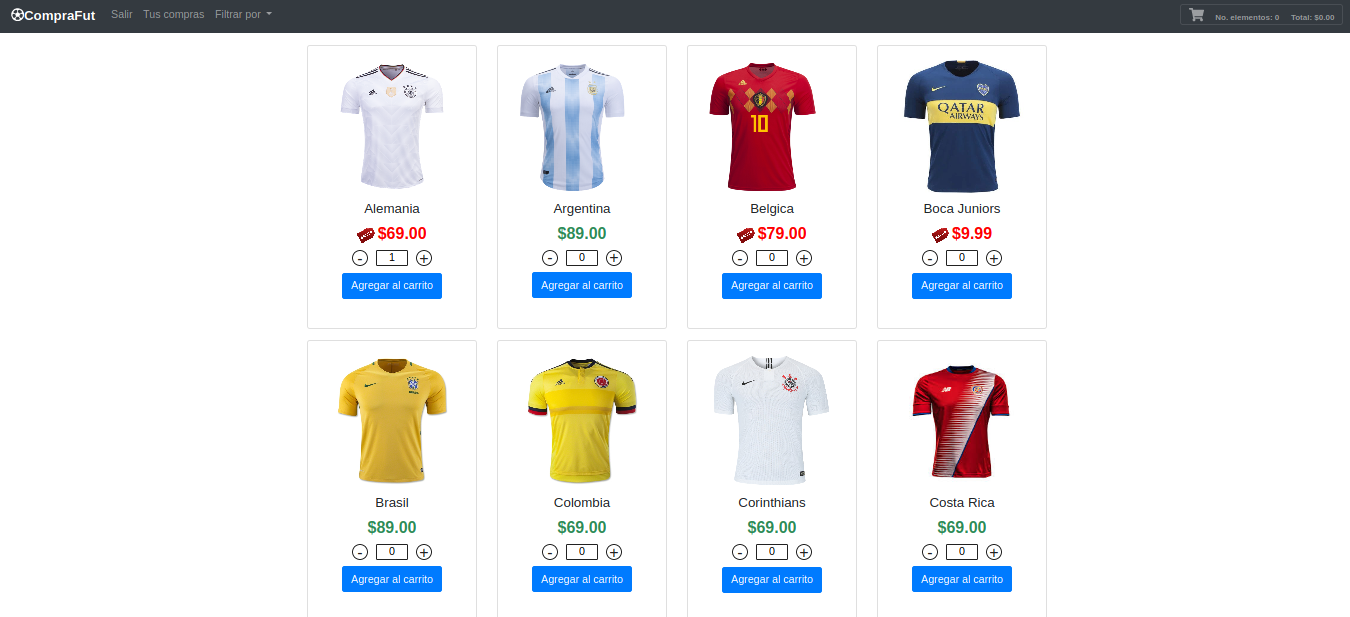 CompraFut Salir Tus compras Filtrar por No. elementos: 0 Total: $0.00
10
QATAR
AIRWAYS
Alemania Argentina Belgica Boca Juniors
$69.00 $89.00 $79.00 $9.99
- 1 + - 0 + - 0 + - 0 +
Agregar al carrito Agregar al carrito Agregar al carrito Agregar al carrito
Brasil Colombia Corinthians Costa Rica
$89.00 $69.00 $69.00 $69.00
- 0 + - 0 + - 0 + - 0 +
Agregar al carrito Agregar al carrito Agregar al carrito Agregar al carrito